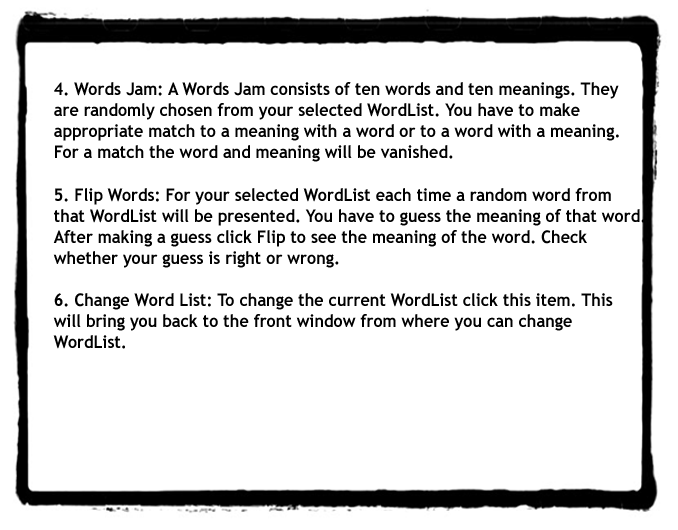 4. Words Jam: A Words Jam consists of ten words and ten meanings. They
are randomly chosen from your selected WordList. You have to make
appropriate match to a meaning with a word or to a word with a meaning.
For a match the word and meaning will be vanished.
5. Flip Words: For your selected WordList each time a random word from
that WordList will be presented. You have to guess the meaning of that word.
After making a guess click Flip to see the meaning of the word. Check
whether your guess is right or wrong.
6. Change Word List: To change the current WordList click this item. This
will bring you back to the front window from where you can change
WordList.